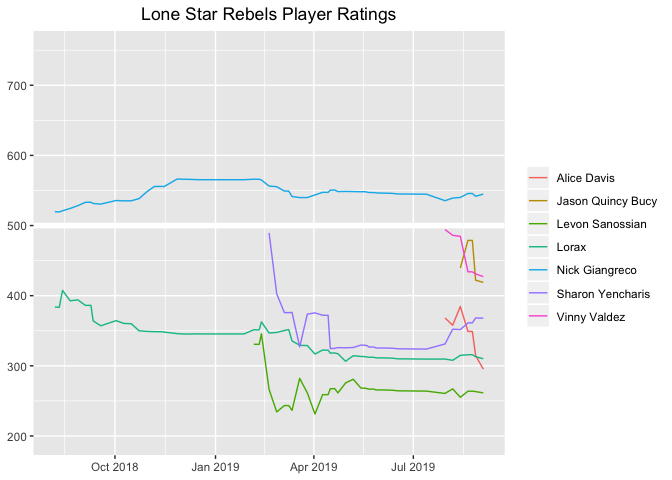 Lone Star Rebels Player Ratings
700
600
500
400
300
200
Oct 2018
Jan 2019
Apr 2019
Jul 2019
Alice Davis
Jason Quincy Bucy
Levon Sanossian
Lorax
Nick Giangreco
Sharon Yencharis
Vinny Valdez